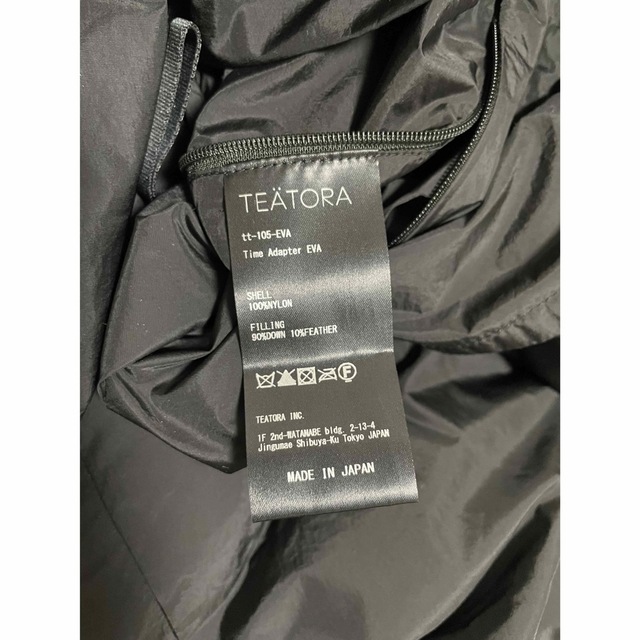 TEÄTORA
tt-105-EVA
Time Adapter EVA
SHELL
100%NYLON
FILLING
90%DOWN 10%FEATHER
F
TEATORA INC.
1F 2nd-WATANABE bldg. 2-13-4
Jingumae Shibuya-Ku Tokyo JAPAN
MADE IN JAPAN